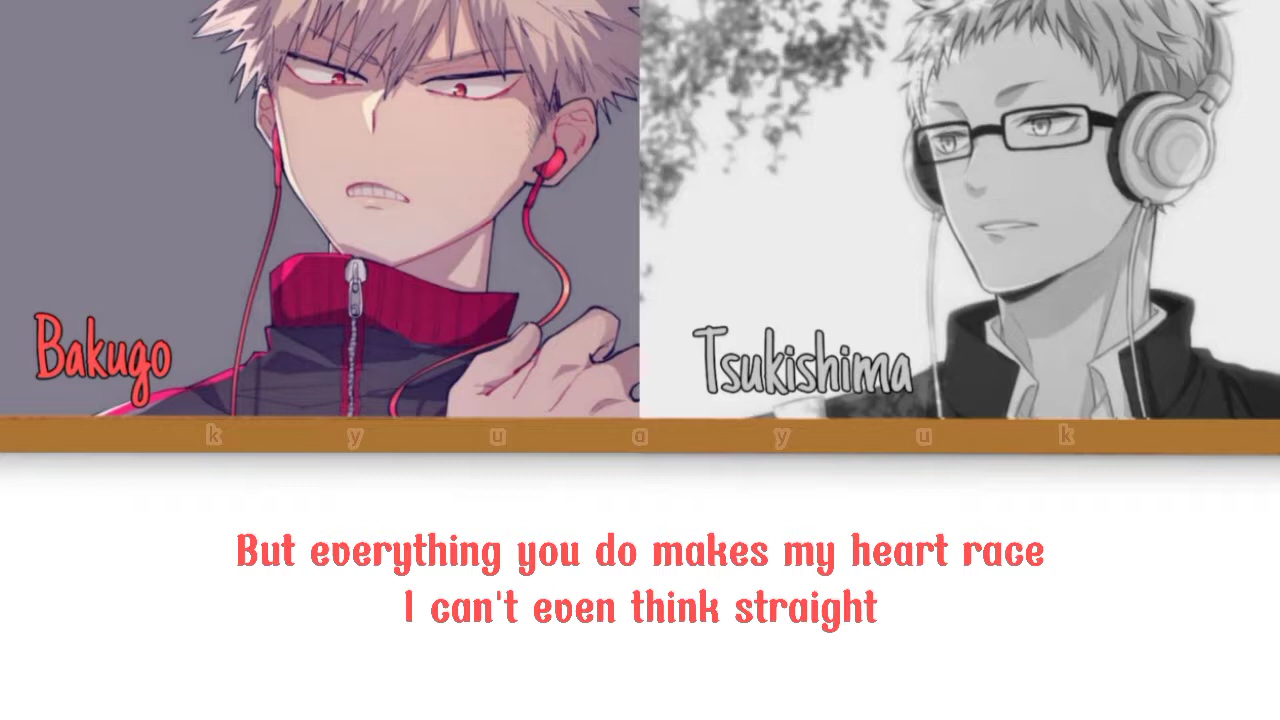 Bakugo
Tsukishima
k y u a y u k
But everything you do makes my heart race
I can't even think straight